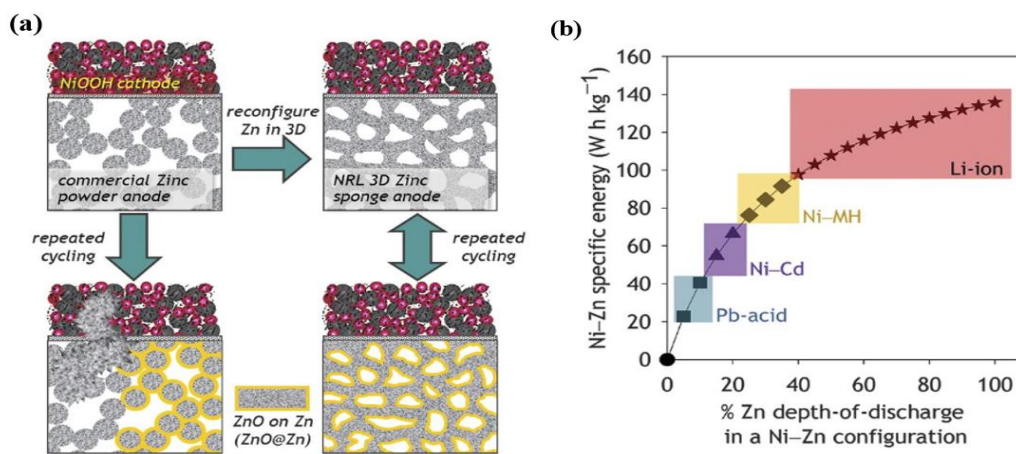 (a)
NiOOH cathode
commercial Zinc
powder anode
reconfigure
Zn in 3D
NRL 3D Zinc
sponge anode
repeated
cycling
repeated
cycling
ZnO on Zn
(ZnO@Zn)
(b)
Ni–Zn specific energy (W h kg⁻¹)
160
140
120
100
80
60
40
20
0
Li-ion
Ni–MH
Ni–Cd
Pb-acid
0 20 40 60 80 100
% Zn depth-of-discharge
in a Ni–Zn configuration